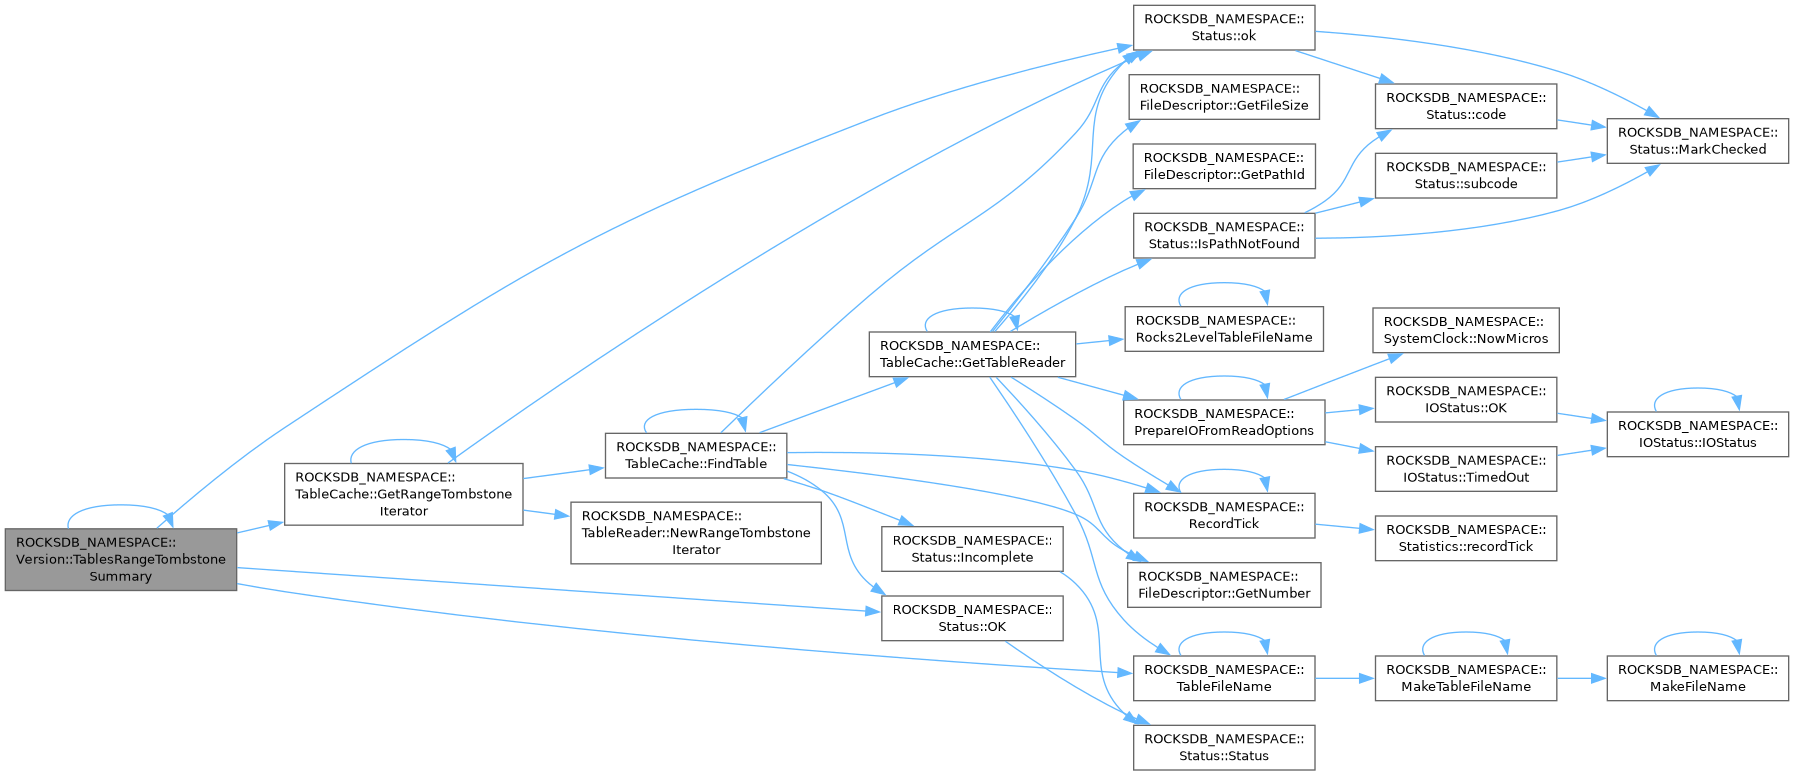 ROCKSDB_NAMESPACE::
Version::TablesRangeTombstone
Summary
ROCKSDB_NAMESPACE::
TableCache::GetRangeTombstone
Iterator
ROCKSDB_NAMESPACE::
TableCache::FindTable
ROCKSDB_NAMESPACE::
TableReader::NewRangeTombstone
Iterator
ROCKSDB_NAMESPACE::
TableCache::GetTableReader
ROCKSDB_NAMESPACE::
Status::Incomplete
ROCKSDB_NAMESPACE::
Status::OK
ROCKSDB_NAMESPACE::
Status::ok
ROCKSDB_NAMESPACE::
FileDescriptor::GetFileSize
ROCKSDB_NAMESPACE::
FileDescriptor::GetPathId
ROCKSDB_NAMESPACE::
Status::IsPathNotFound
ROCKSDB_NAMESPACE::
Rocks2LevelTableFileName
ROCKSDB_NAMESPACE::
PrepareIOFromReadOptions
ROCKSDB_NAMESPACE::
RecordTick
ROCKSDB_NAMESPACE::
FileDescriptor::GetNumber
ROCKSDB_NAMESPACE::
TableFileName
ROCKSDB_NAMESPACE::
Status::Status
ROCKSDB_NAMESPACE::
Status::code
ROCKSDB_NAMESPACE::
Status::subcode
ROCKSDB_NAMESPACE::
SystemClock::NowMicros
ROCKSDB_NAMESPACE::
IOStatus::OK
ROCKSDB_NAMESPACE::
IOStatus::TimedOut
ROCKSDB_NAMESPACE::
Statistics::recordTick
ROCKSDB_NAMESPACE::
MakeTableFileName
ROCKSDB_NAMESPACE::
Status::MarkChecked
ROCKSDB_NAMESPACE::
IOStatus::IOStatus
ROCKSDB_NAMESPACE::
MakeFileName